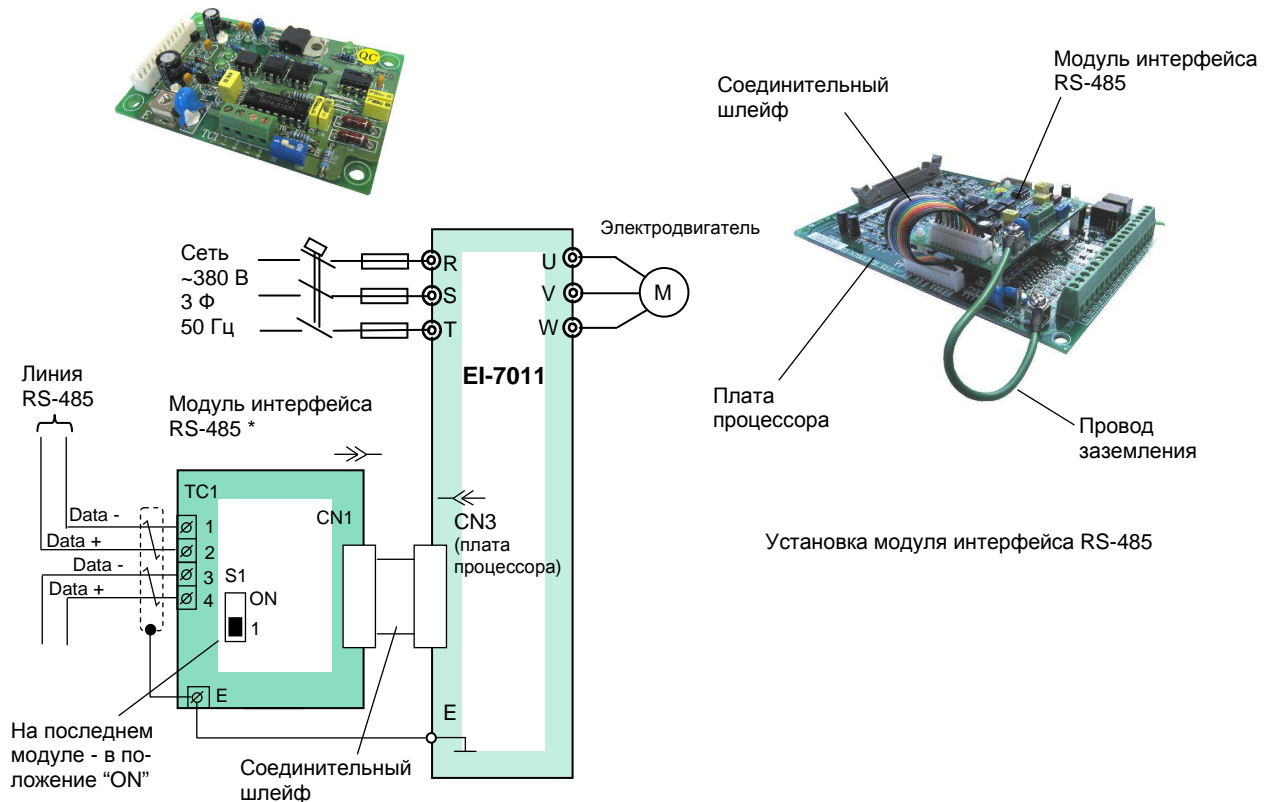 QC
E
TC1
Модуль интерфейса
RS-485
Соединительный
шлейф
Плата
процессора
Провод
заземления
Установка модуля интерфейса RS-485
Сеть
~380 В
3 Ф
50 Гц
R
S
T
U
V
W
Электродвигатель
M
EI-7011
Линия
RS-485
Модуль интерфейса
RS-485 *
TC1
CN1
CN3
(плата
процессора)
Data -
Data +
Data -
Data +
1
2
3
4
S1
ON
1
E
E
На последнем
модуле - в по-
ложение “ON”
Соединительный
шлейф